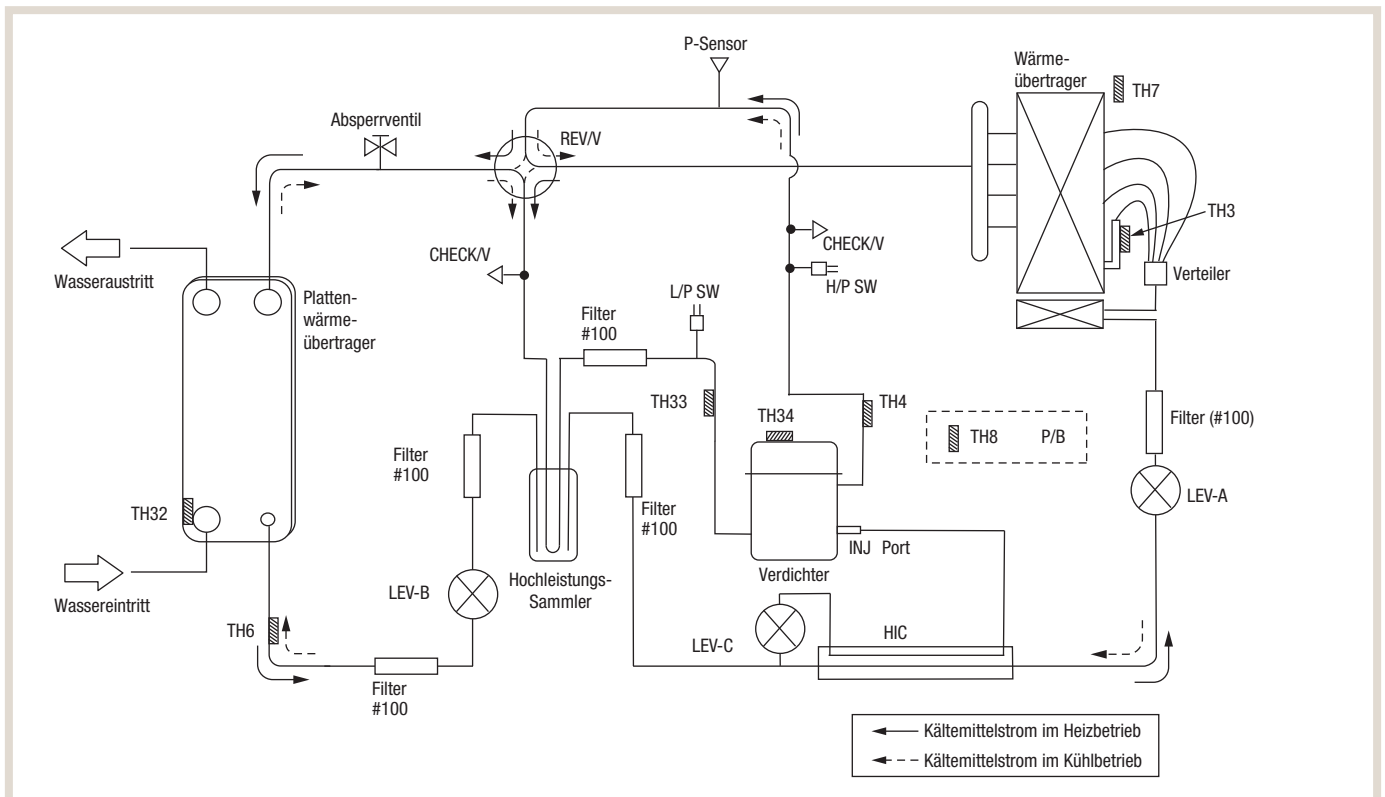 P-Sensor
Wärme-
übertrager
TH7
Absperrventil
REV/V
TH3
CHECK/V
CHECK/V
Wasseraustritt
H/P SW
Verteiler
L/P SW
Platten-
wärme-
übertrager
Filter
#100
TH33
TH4
TH34
Filter (#100)
TH8 P/B
Filter
#100
LEV-A
Filter
#100
TH32
INJ Port
Verdichter
Hochleistungs-
Sammler
LEV-B
Wassereintritt
TH6
HIC
LEV-C
Filter
#100
Kältemittelstrom im Heizbetrieb
Kältemittelstrom im Kühlbetrieb